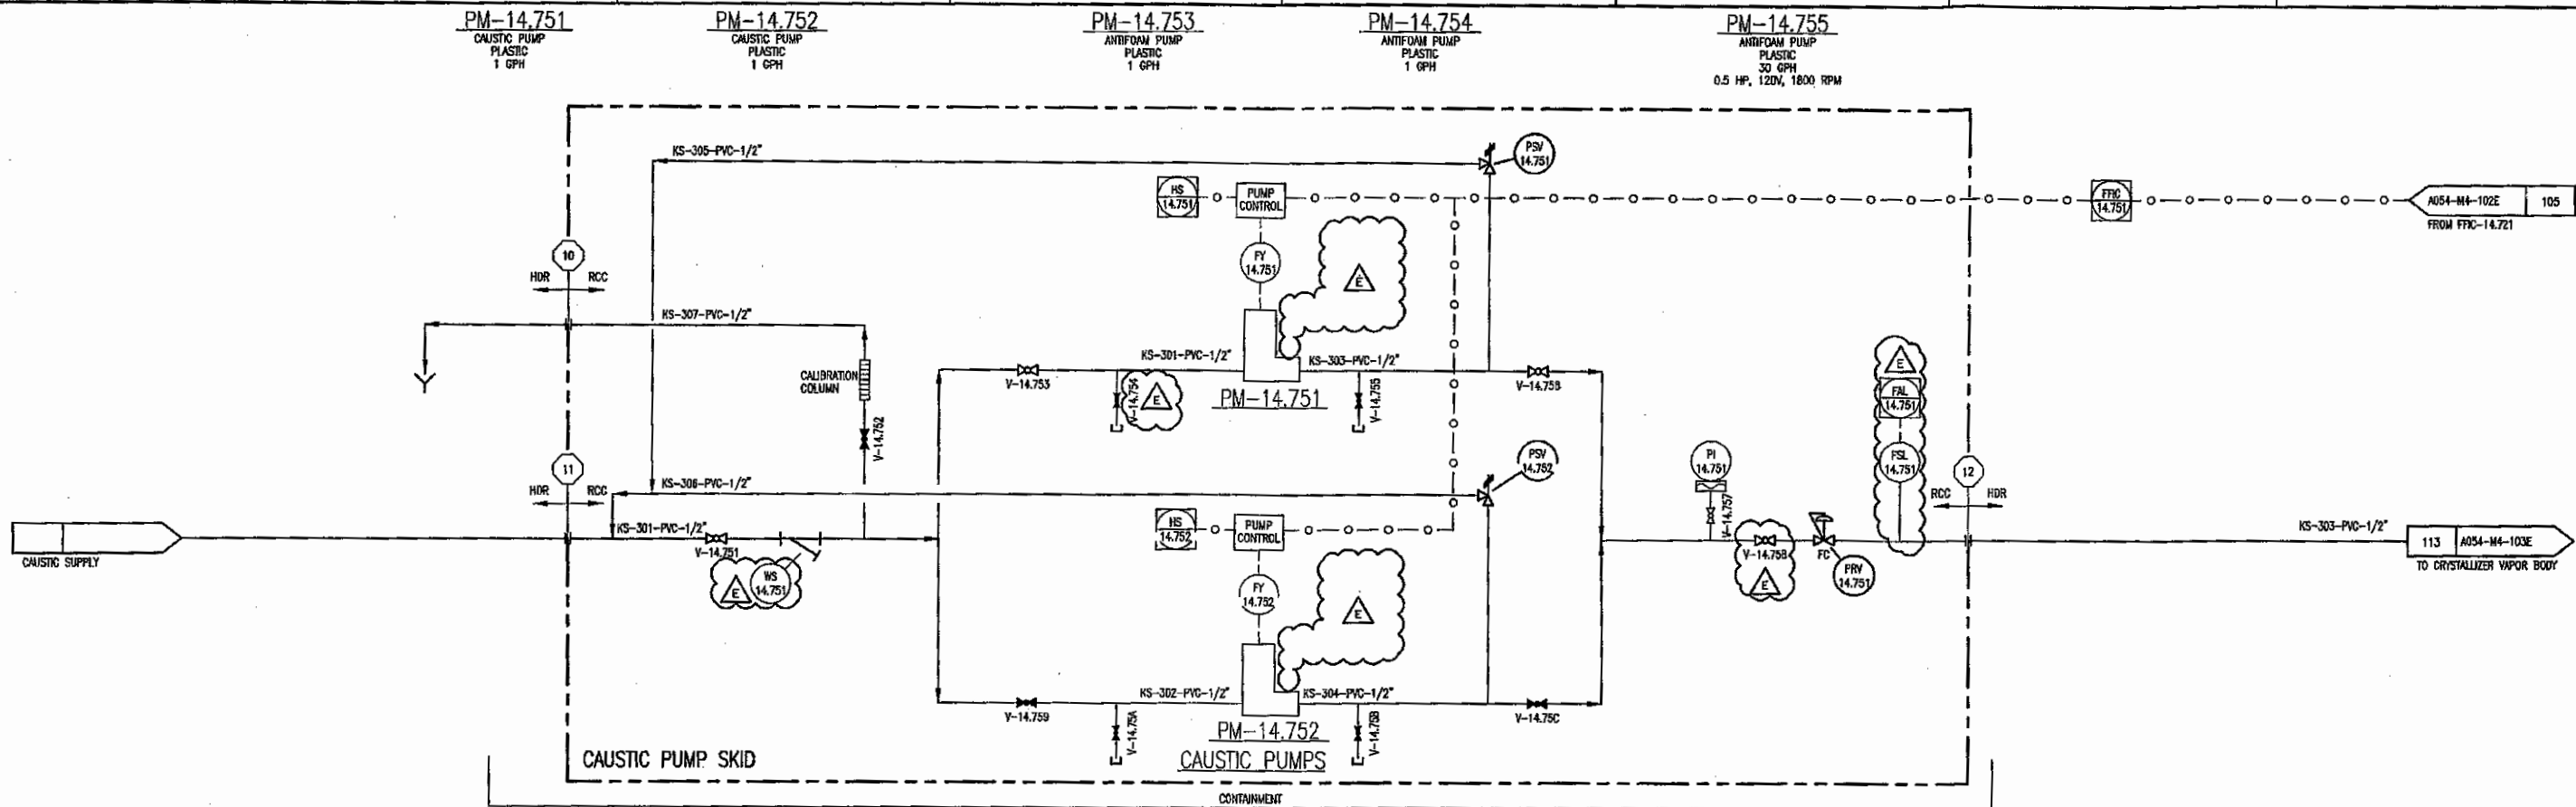 PM-14.751
CAUSTIC PUMP
PLASTIC
1 GPH
PM-14.752
CAUSTIC PUMP
PLASTIC
1 GPH
PM-14.753
ANTIFOAM PUMP
PLASTIC
1 GPH
PM-14.754
ANTIFOAM PUMP
PLASTIC
1 GPH
PM-14.755
ANTIFOAM PUMP
PLASTIC
30 GPH
0.5 HP, 120V, 1800 RPM
KS-305-PVC-1/2"
PSV
14.751
HS
14.751
PUMP
CONTROL
FFIC
14.751
A054-M4-102E
105
FROM FFIC-14.721
10
HDR
RCC
FY
14.751
E
KS-307-PVC-1/2"
CALIBRATION
COLUMN
V-14.752
V-14.753
KS-301-PVC-1/2"
V-14.754
E
PM-14.751
KS-303-PVC-1/2"
V-14.755
V-14.756
E
FAL
14.751
FSL
14.751
11
HDR
RCC
KS-306-PVC-1/2"
PSV
14.752
PI
14.751
V-14.757
12
RCC
HDR
CAUSTIC SUPPLY
KS-301-PVC-1/2"
V-14.751
E
WS
14.751
HS
14.752
PUMP
CONTROL
FY
14.752
E
V-14.758
E
FC
PRV
14.751
KS-303-PVC-1/2"
113
A054-M4-103E
TO CRYSTALLIZER VAPOR BODY
V-14.759
KS-302-PVC-1/2"
V-14.75A
KS-304-PVC-1/2"
V-14.75B
V-14.75C
PM-14.752
CAUSTIC PUMPS
CAUSTIC PUMP SKID
CONTAINMENT